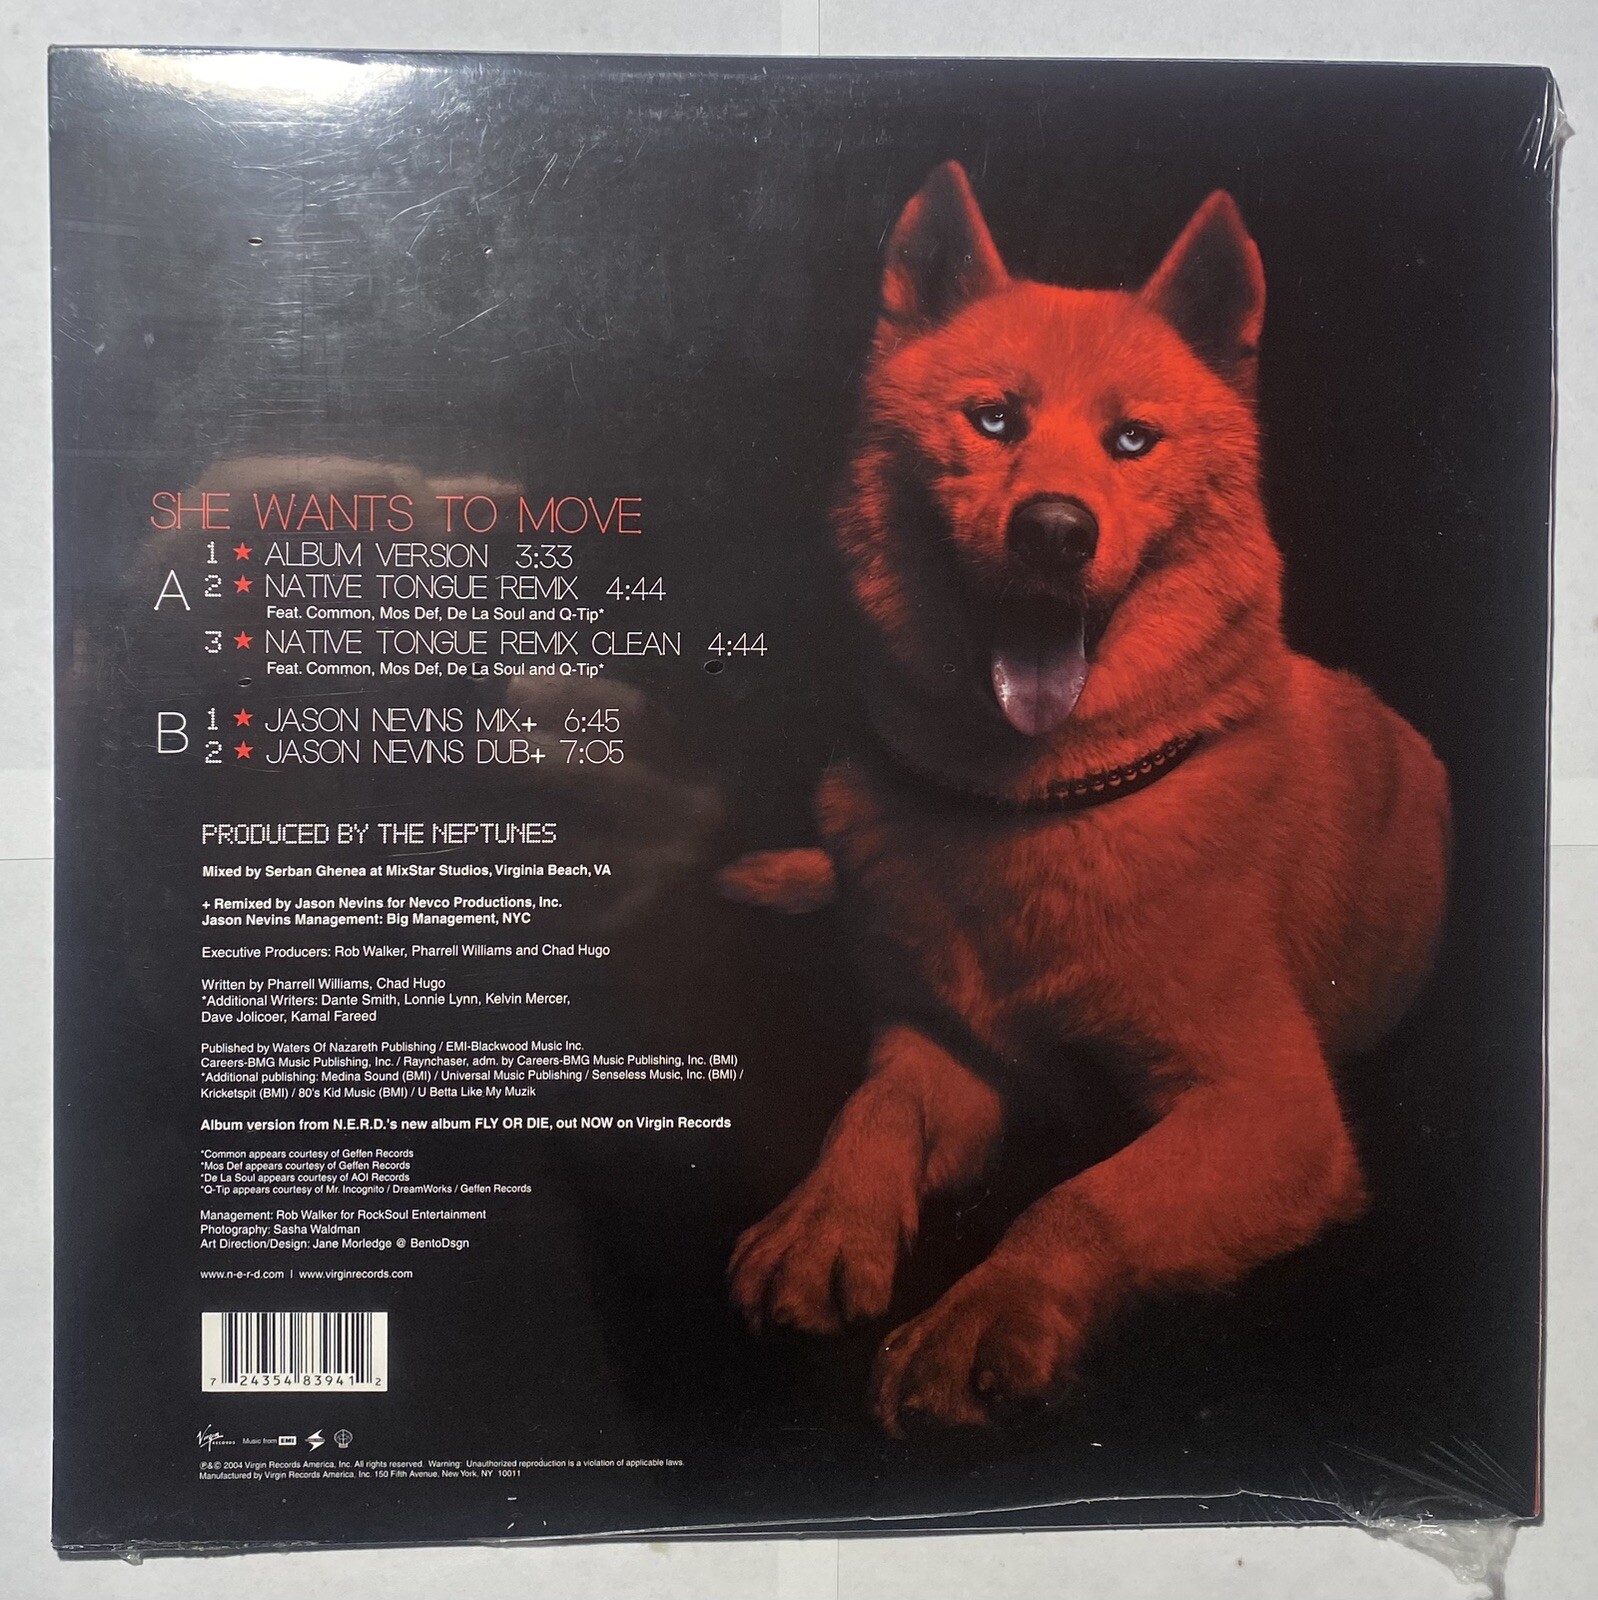 SHE WANTS TO MOVE
A
1 ★ ALBUM VERSION 3:33
2 ★ NATIVE TONGUE REMIX 4:44
Feat. Common, Mos Def, De La Soul and Q-Tip*
3 ★ NATIVE TONGUE REMIX CLEAN 4:44
Feat. Common, Mos Def, De La Soul and Q-Tip*
B
1 ★ JASON NEVINS MIX+ 6:45
2 ★ JASON NEVINS DUB+ 7:05
PRODUCED BY THE NEPTUNES
Mixed by Serban Ghenea at MixStar Studios, Virginia Beach, VA
+ Remixed by Jason Nevins for Nevco Productions, Inc.
Jason Nevins Management: Big Management, NYC
Executive Producers: Rob Walker, Pharrell Williams and Chad Hugo
Written by Pharrell Williams, Chad Hugo
*Additional Writers: Dante Smith, Lonnie Lynn, Kelvin Mercer,
Dave Jolicoer, Kamal Fareed
Published by Waters Of Nazareth Publishing / EMI-Blackwood Music Inc.
Careers-BMG Music Publishing, Inc. / Raynchaser, adm. by Careers-BMG Music Publishing, Inc. (BMI)
*Additional publishing: Medina Sound (BMI) / Universal Music Publishing / Senseless Music, Inc. (BMI) /
Kricketspit (BMI) / 80's Kid Music (BMI) / U Betta Like My Muzik
Album version from N.E.R.D.'s new album FLY OR DIE, out NOW on Virgin Records
*Common appears courtesy of Geffen Records
*Mos Def appears courtesy of Geffen Records
*De La Soul appears courtesy of AOI Records
*Q-Tip appears courtesy of Mr. Incognito / DreamWorks / Geffen Records
Management: Rob Walker for RockSoul Entertainment
Photography: Sasha Waldman
Art Direction/Design: Jane Morledge @ BentoDsgn
www.n-e-r-d.com | www.virginrecords.com
7 24354 83941 2
Virgin RECORDS Music from EMI
℗&© 2004 Virgin Records America, Inc. All rights reserved. Warning: Unauthorized reproduction is a violation of applicable laws.
Manufactured by Virgin Records America, Inc. 150 Fifth Avenue, New York, NY 10011